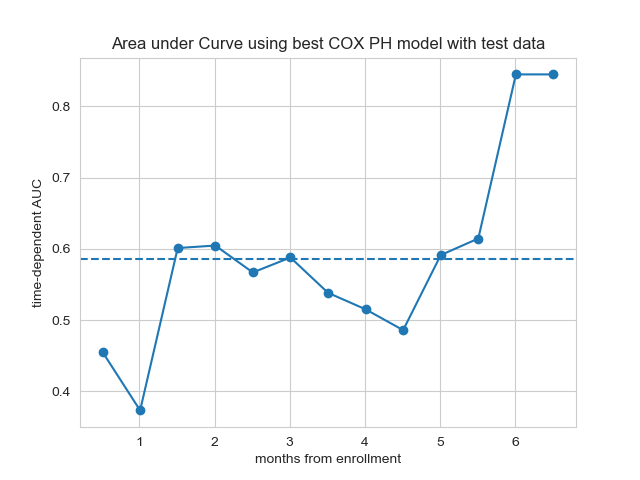 Area under Curve using best COX PH model with test data
time-dependent AUC
0.8
0.7
0.6
0.5
0.4
1 2 3 4 5 6
months from enrollment